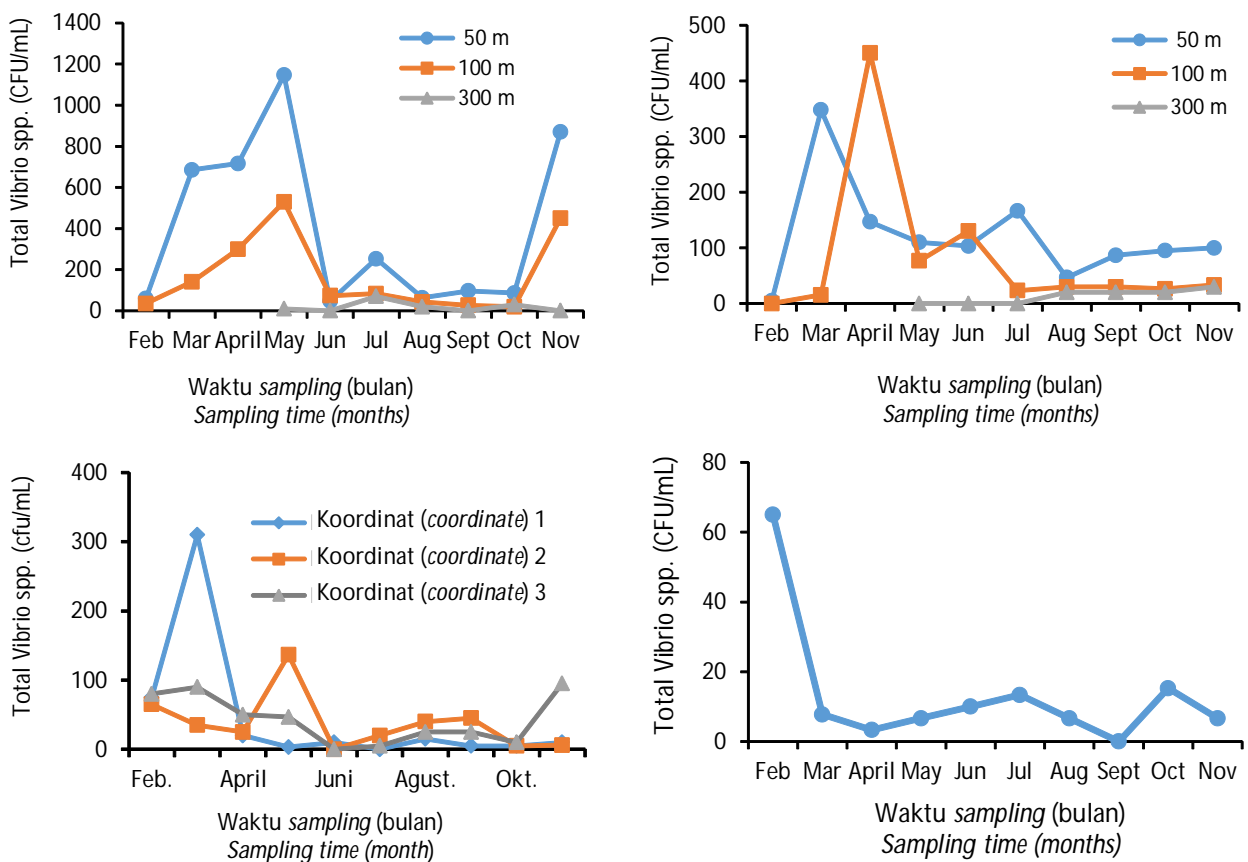 Total Vibrio spp. (CFU/mL)
1400
1200
1000
800
600
400
200
0
50 m
100 m
300 m
Feb Mar April May Jun Jul Aug Sept Oct Nov
Waktu sampling (bulan)
Sampling time (months)
Total Vibrio spp. (CFU/mL)
500
400
300
200
100
0
50 m
100 m
300 m
Feb Mar April May Jun Jul Aug Sept Oct Nov
Waktu sampling (bulan)
Sampling time (months)
Total Vibrio spp. (cfu/mL)
400
300
200
100
0
Koordinat (coordinate) 1
Koordinat (coordinate) 2
Koordinat (coordinate) 3
Feb. April Juni Agust. Okt.
Waktu sampling (bulan)
Sampling time (month)
Total Vibrio spp. (CFU/mL)
80
60
40
20
0
Feb Mar April May Jun Jul Aug Sept Oct Nov
Waktu sampling (bulan)
Sampling time (months)